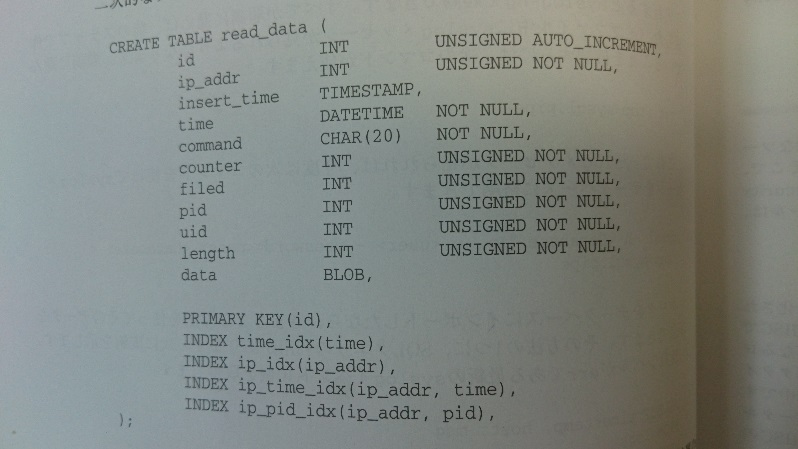 CREATE TABLE read_data (
id INT UNSIGNED AUTO_INCREMENT,
ip_addr INT UNSIGNED NOT NULL,
insert_time TIMESTAMP,
time DATETIME NOT NULL,
command CHAR(20) NOT NULL,
counter INT UNSIGNED NOT NULL,
filed INT UNSIGNED NOT NULL,
pid INT UNSIGNED NOT NULL,
uid INT UNSIGNED NOT NULL,
length INT UNSIGNED NOT NULL,
data BLOB,
PRIMARY KEY(id),
INDEX time_idx(time),
INDEX ip_idx(ip_addr),
INDEX ip_time_idx(ip_addr, time),
INDEX ip_pid_idx(ip_addr, pid),
);